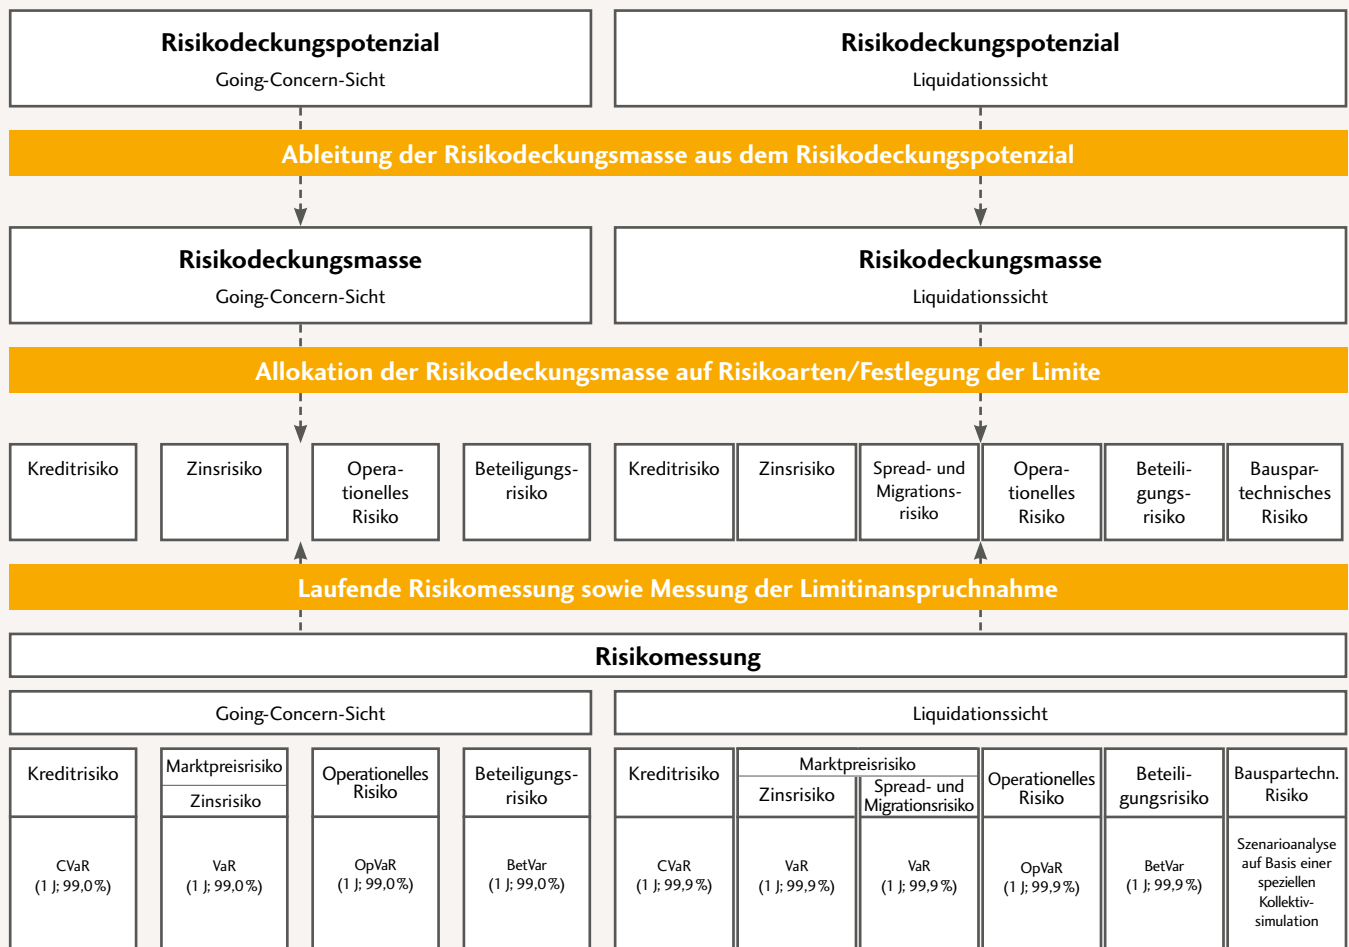 Risikodeckungspotenzial
Going-Concern-Sicht
Risikodeckungspotenzial
Liquidationssicht
Ableitung der Risikodeckungsmasse aus dem Risikodeckungspotenzial
Risikodeckungsmasse
Going-Concern-Sicht
Risikodeckungsmasse
Liquidationssicht
Allokation der Risikodeckungsmasse auf Risikoarten/Festlegung der Limite
Kreditrisiko
Zinsrisiko
Opera-
tionelles
Risiko
Beteiligungs-
risiko
Kreditrisiko
Zinsrisiko
Spread- und
Migrations-
risiko
Opera-
tionelles
Risiko
Beteili-
gungs-
risiko
Bauspar-
technisches
Risiko
Laufende Risikomessung sowie Messung der Limitinanspruchnahme
Risikomessung
Going-Concern-Sicht
Liquidationssicht
Kreditrisiko
CVaR
(1 J; 99,0 %)
Marktpreisrisiko
Zinsrisiko
VaR
(1 J; 99,0 %)
Operationelles
Risiko
OpVaR
(1 J; 99,0 %)
Beteiligungs-
risiko
BetVar
(1 J; 99,0 %)
Kreditrisiko
CVaR
(1 J; 99,9 %)
Marktpreisrisiko
Zinsrisiko
VaR
(1 J; 99,9 %)
Spread- und
Migrationsrisiko
VaR
(1 J; 99,9 %)
Operationelles
Risiko
OpVaR
(1 J; 99,9 %)
Beteili-
gungsrisiko
BetVar
(1 J; 99,9 %)
Bauspartechn.
Risiko
Szenarioanalyse
auf Basis einer
speziellen
Kollektiv-
simulation